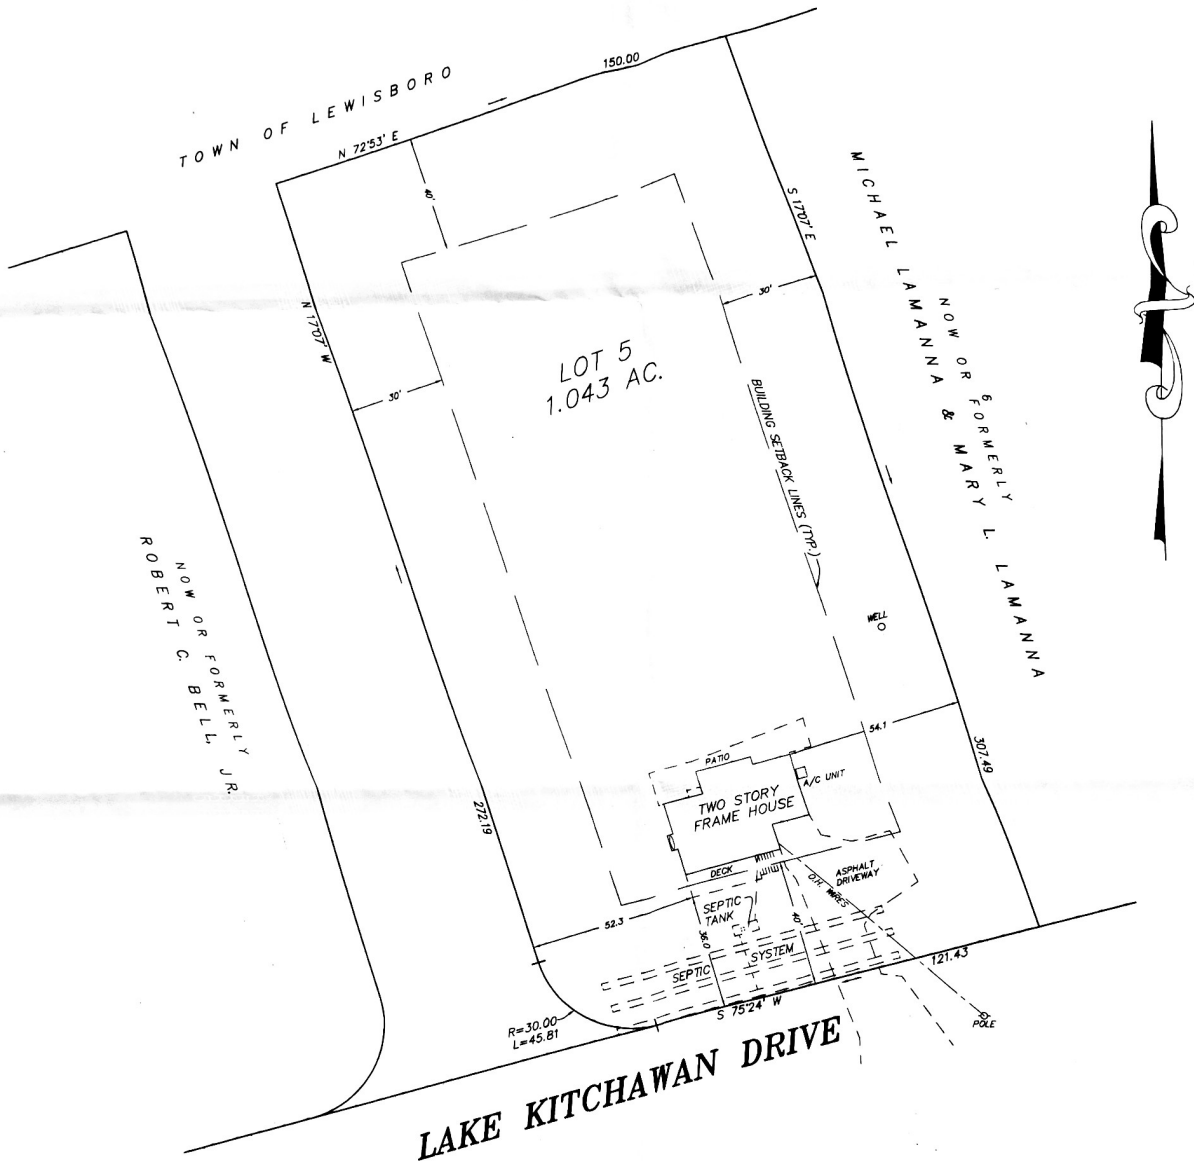 150.00
TOWN OF LEWISBORO
N 72°53' E
40'
S 17°07' E
MICHAEL LAMANNA & MARY L. LAMANNA
NOW OR FORMERLY
6
N 17°07' W
30'
30'
LOT 5
1.043 AC.
BUILDING SETBACK LINES (TYP.)
NOW OR FORMERLY
ROBERT C. BELL, JR.
WELL
54.1
307.49
PATIO
A/C UNIT
TWO STORY
FRAME HOUSE
272.19
DECK
ASPHALT
DRIVEWAY
O.H. WIRES
SEPTIC
TANK
52.3
36.0
40'
SEPTIC SYSTEM
121.43
S 75°24' W
R=30.00
L=45.81
POLE
LAKE KITCHAWAN DRIVE